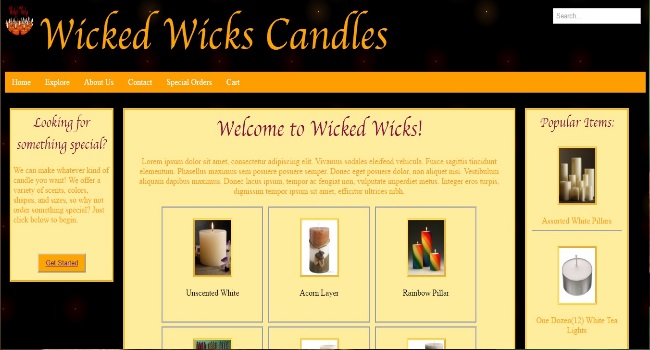 Wicked Wicks Candles
Search...
Home Explore About Us Contact Special Orders Cart
Looking for
something special?
We can make whatever kind of
candle you want! We offer a
variety of scents, colors,
shapes, and sizes, so why not
order something special? Just
click below to begin.
Get Started
Welcome to Wicked Wicks!
Lorem ipsum dolor sit amet, consectetur adipiscing elit. Vivamus sodales eleifend vehicula. Fusce sagittis tincidunt
elementum. Phasellus maximus sem posuere posuere semper. Donec eget posuere dolor, non aliquet nisi. Vestibulum
aliquam dapibus maximus. Donec lacus ipsum, tempor ac feugiat non, vulputate imperdiet metus. Integer eros turpis,
dignissim tempor ipsum sit amet, efficitur ultrices nibh.
Unscented White
Acorn Layer
Rainbow Pillar
Popular Items:
Assorted White Pillars
One Dozen(12) White Tea
Lights